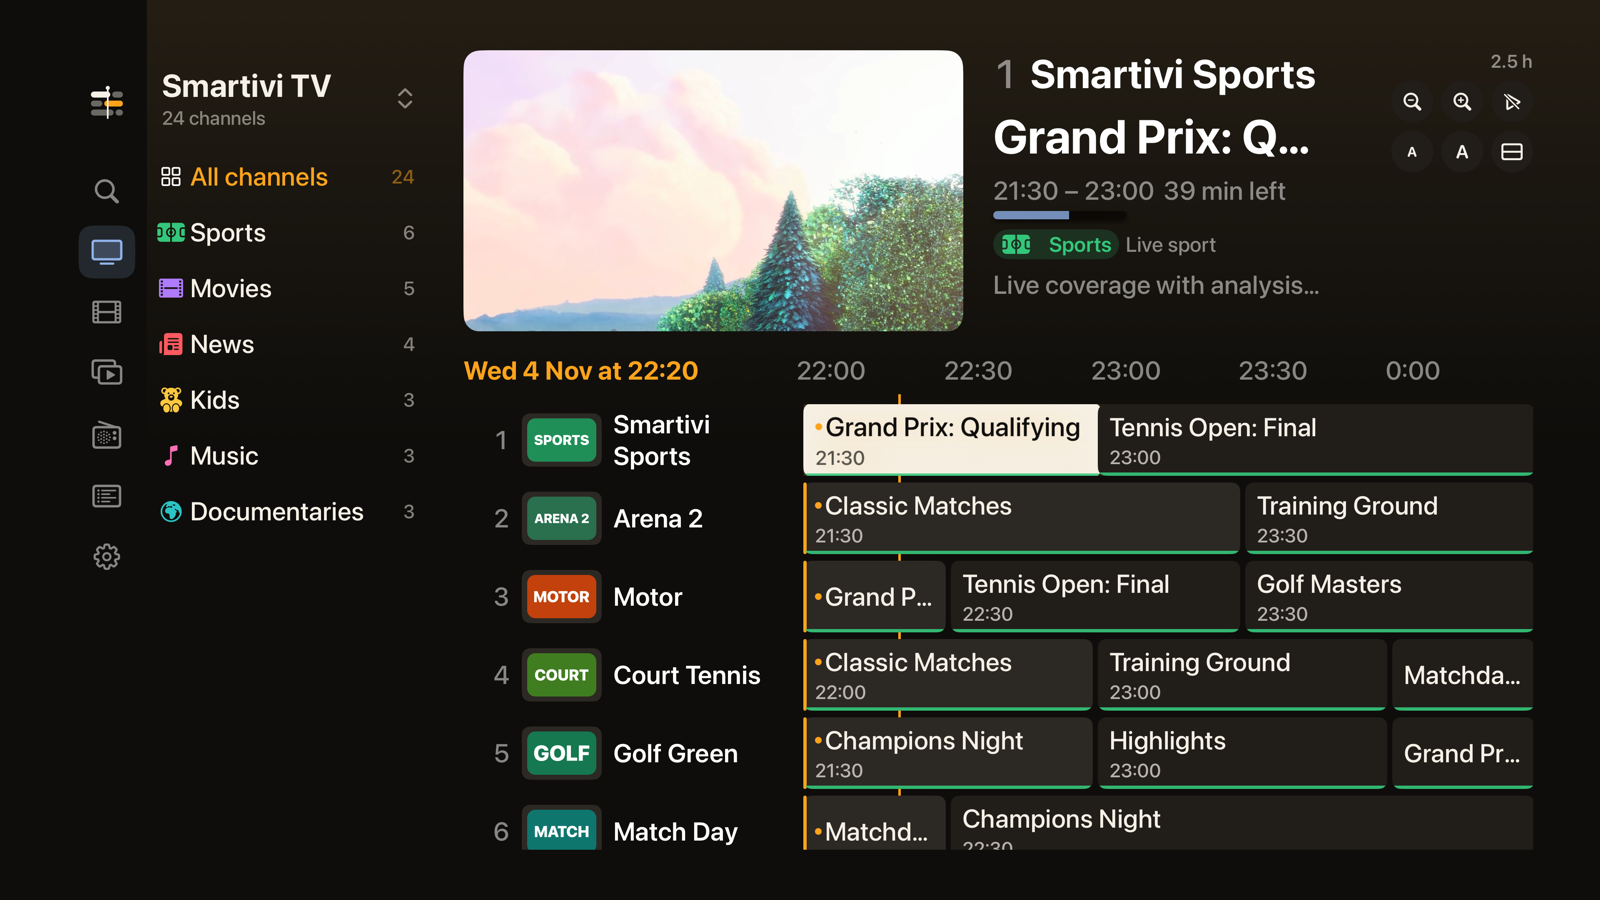 Smartivi TV
24 channels
All channels 24
Sports 6
Movies 5
News 4
Kids 3
Music 3
Documentaries 3
1 Smartivi Sports
Grand Prix: Q...
21:30 – 23:00 39 min left
Sports Live sport
Live coverage with analysis...
2.5 h
A A
Wed 4 Nov at 22:20 22:00 22:30 23:00 23:30 0:00
1 SPORTS Smartivi Sports
Grand Prix: Qualifying
21:30
Tennis Open: Final
23:00
2 ARENA 2 Arena 2
Classic Matches
21:30
Training Ground
23:30
3 MOTOR Motor
Grand P...
Tennis Open: Final
22:30
Golf Masters
23:30
4 COURT Court Tennis
Classic Matches
22:00
Training Ground
23:00
Matchda...
5 GOLF Golf Green
Champions Night
21:30
Highlights
23:00
Grand Pr...
6 MATCH Match Day
Matchd...
Champions Night
22:30